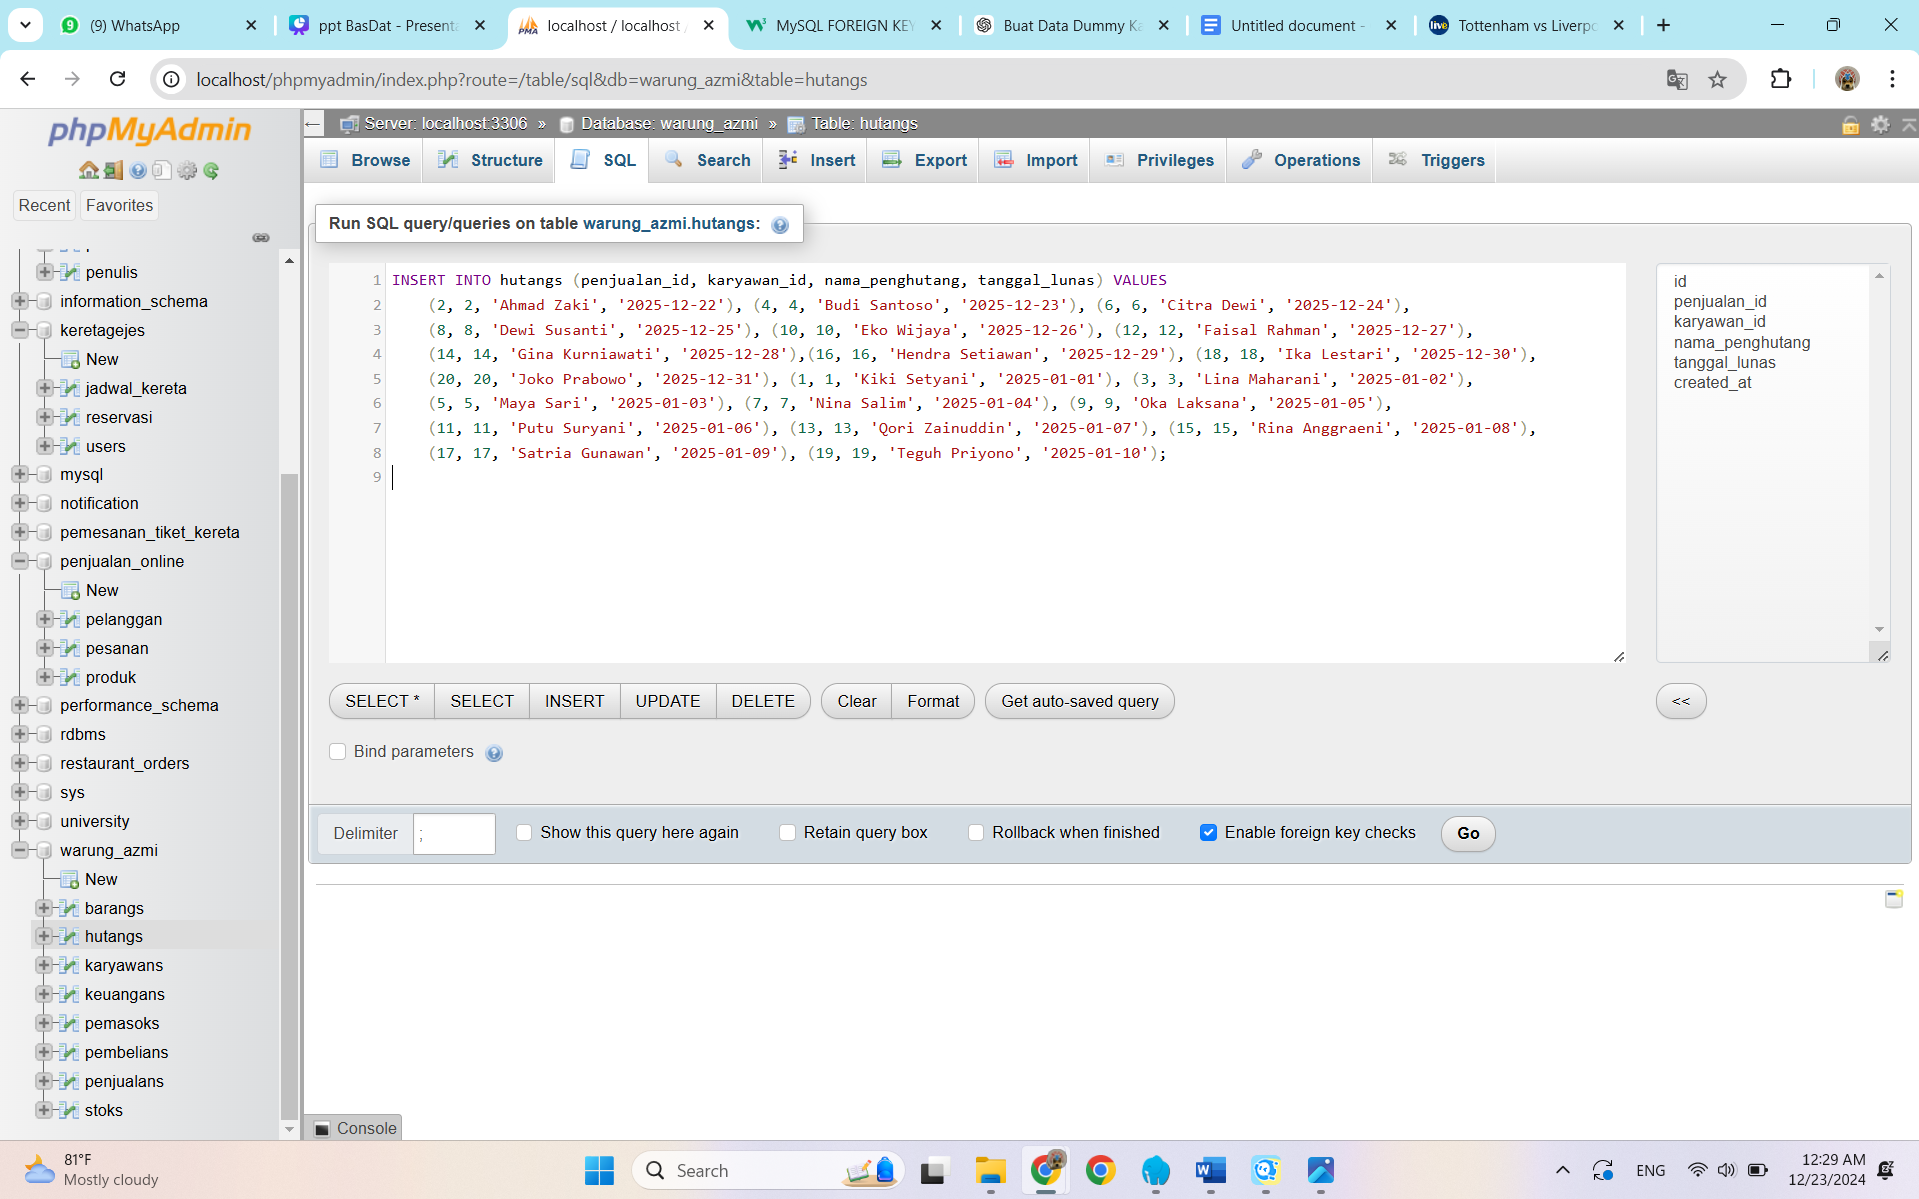 (9) WhatsApp
ppt BasDat - Presenta
localhost / localhost /
MySQL FOREIGN KEY
Buat Data Dummy Ka
Untitled document -
Tottenham vs Liverpo
localhost/phpmyadmin/index.php?route=/table/sql&db=warung_azmi&table=hutangs
phpMyAdmin
Recent
Favorites
penulis
information_schema
keretagejes
New
jadwal_kereta
reservasi
users
mysql
notification
pemesanan_tiket_kereta
penjualan_online
New
pelanggan
pesanan
produk
performance_schema
rdbms
restaurant_orders
sys
university
warung_azmi
New
barangs
hutangs
karyawans
keuangans
pemasoks
pembelians
penjualans
stoks
Server: localhost:3306 » Database: warung_azmi » Table: hutangs
Browse
Structure
SQL
Search
Insert
Export
Import
Privileges
Operations
Triggers
Run SQL query/queries on table warung_azmi.hutangs:
1 INSERT INTO hutangs (penjualan_id, karyawan_id, nama_penghutang, tanggal_lunas) VALUES
2 (2, 2, 'Ahmad Zaki', '2025-12-22'), (4, 4, 'Budi Santoso', '2025-12-23'), (6, 6, 'Citra Dewi', '2025-12-24'),
3 (8, 8, 'Dewi Susanti', '2025-12-25'), (10, 10, 'Eko Wijaya', '2025-12-26'), (12, 12, 'Faisal Rahman', '2025-12-27'),
4 (14, 14, 'Gina Kurniawati', '2025-12-28'),(16, 16, 'Hendra Setiawan', '2025-12-29'), (18, 18, 'Ika Lestari', '2025-12-30'),
5 (20, 20, 'Joko Prabowo', '2025-12-31'), (1, 1, 'Kiki Setyani', '2025-01-01'), (3, 3, 'Lina Maharani', '2025-01-02'),
6 (5, 5, 'Maya Sari', '2025-01-03'), (7, 7, 'Nina Salim', '2025-01-04'), (9, 9, 'Oka Laksana', '2025-01-05'),
7 (11, 11, 'Putu Suryani', '2025-01-06'), (13, 13, 'Qori Zainuddin', '2025-01-07'), (15, 15, 'Rina Anggraeni', '2025-01-08'),
8 (17, 17, 'Satria Gunawan', '2025-01-09'), (19, 19, 'Teguh Priyono', '2025-01-10');
9
id
penjualan_id
karyawan_id
nama_penghutang
tanggal_lunas
created_at
SELECT *
SELECT
INSERT
UPDATE
DELETE
Clear
Format
Get auto-saved query
<<
Bind parameters
Delimiter
;
Show this query here again
Retain query box
Rollback when finished
Enable foreign key checks
Go
Console
81°F
Mostly cloudy
Search
ENG
12:29 AM
12/23/2024